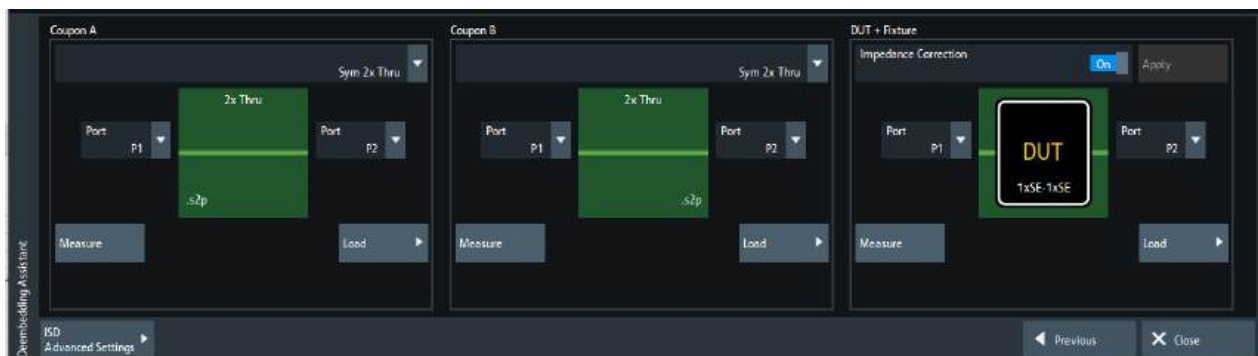 Coupon A
Coupon B
DUT + Fixture
Sym 2x Thru
Sym 2x Thru
Impedance Correction
On
Apply
2x Thru
Port
P1
Port
P2
.s2p
Measure
Load
2x Thru
Port
P1
Port
P2
.s2p
Measure
Load
Port
P1
DUT
1xSE-1xSE
Port
P2
Measure
Load
Deembedding Assistant
ISD
Advanced Settings
Previous
Close